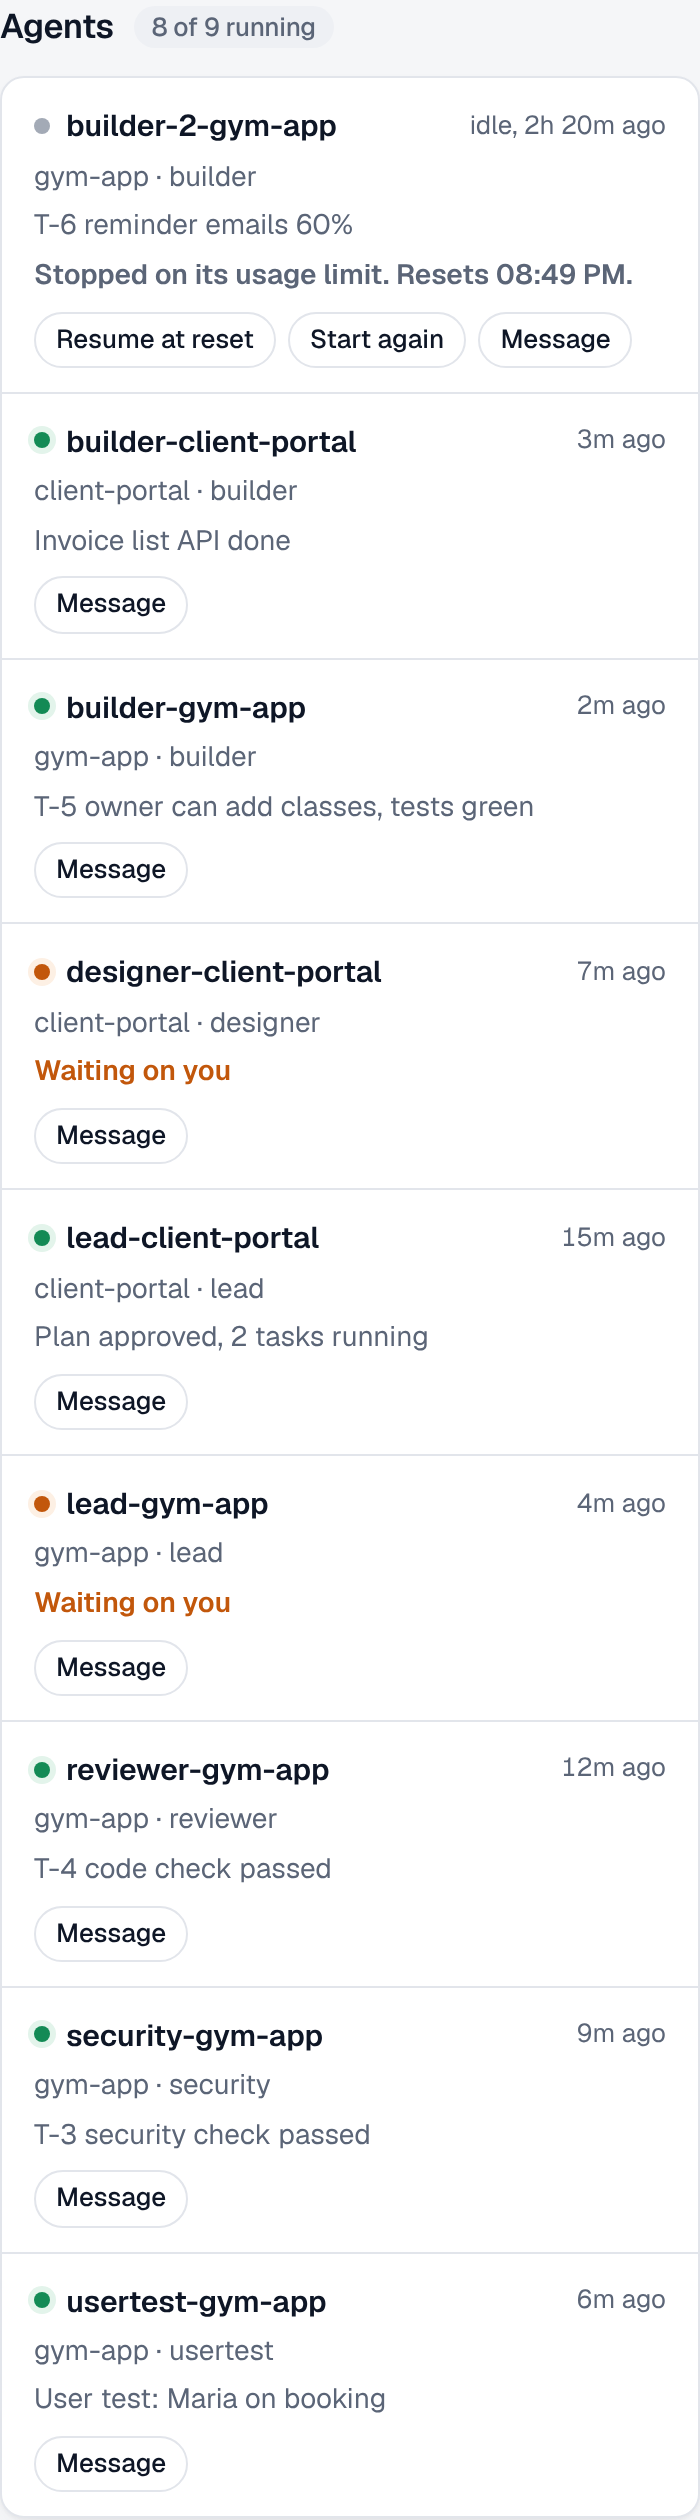 Agents 8 of 9 running
builder-2-gym-app idle, 2h 20m ago
gym-app · builder
T-6 reminder emails 60%
Stopped on its usage limit. Resets 08:49 PM.
Resume at reset Start again Message
builder-client-portal 3m ago
client-portal · builder
Invoice list API done
Message
builder-gym-app 2m ago
gym-app · builder
T-5 owner can add classes, tests green
Message
designer-client-portal 7m ago
client-portal · designer
Waiting on you
Message
lead-client-portal 15m ago
client-portal · lead
Plan approved, 2 tasks running
Message
lead-gym-app 4m ago
gym-app · lead
Waiting on you
Message
reviewer-gym-app 12m ago
gym-app · reviewer
T-4 code check passed
Message
security-gym-app 9m ago
gym-app · security
T-3 security check passed
Message
usertest-gym-app 6m ago
gym-app · usertest
User test: Maria on booking
Message